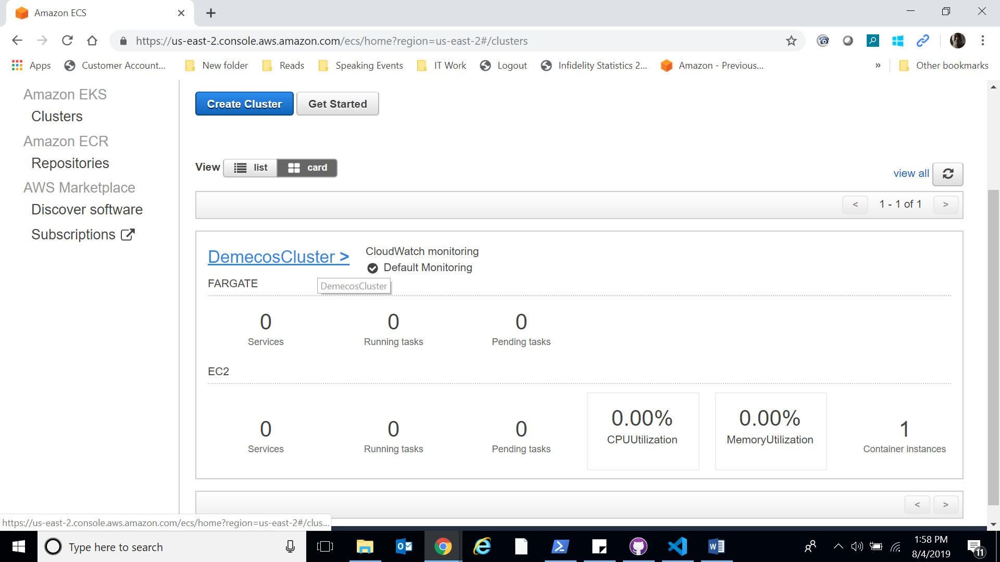 Amazon ECS
https://us-east-2.console.aws.amazon.com/ecs/home?region=us-east-2#/clusters
Apps Customer Account... New folder Reads Speaking Events IT Work Logout Infidelity Statistics 2... Amazon - Previous... » Other bookmarks
Amazon EKS
Clusters
Amazon ECR
Repositories
AWS Marketplace
Discover software
Subscriptions
Create Cluster Get Started
View list card
view all
< 1 - 1 of 1 >
DemecosCluster >
CloudWatch monitoring
Default Monitoring
FARGATE
DemecosCluster
0 0 0
Services Running tasks Pending tasks
EC2
0 0 0 0.00% 0.00% 1
Services Running tasks Pending tasks CPUUtilization MemoryUtilization Container instances
< >
https://us-east-2.console.aws.amazon.com/ecs/home?region=us-east-2#/clus...
Type here to search
1:58 PM
8/4/2019
11